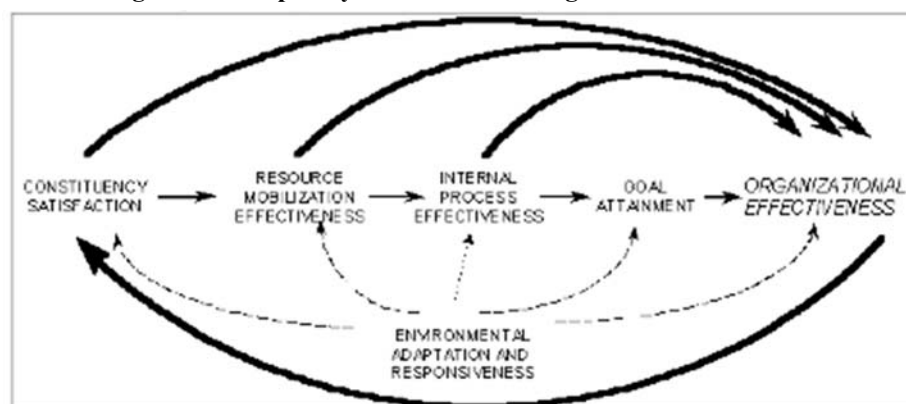 CONSTITUENCY
SATISFACTION
RESOURCE
MOBILIZATION
EFFECTIVENESS
INTERNAL
PROCESS
EFFECTIVENESS
GOAL
ATTAINMENT
ORGANIZATIONAL
EFFECTIVENESS
ENVIRONMENTAL
ADAPTATION AND
RESPONSIVENESS